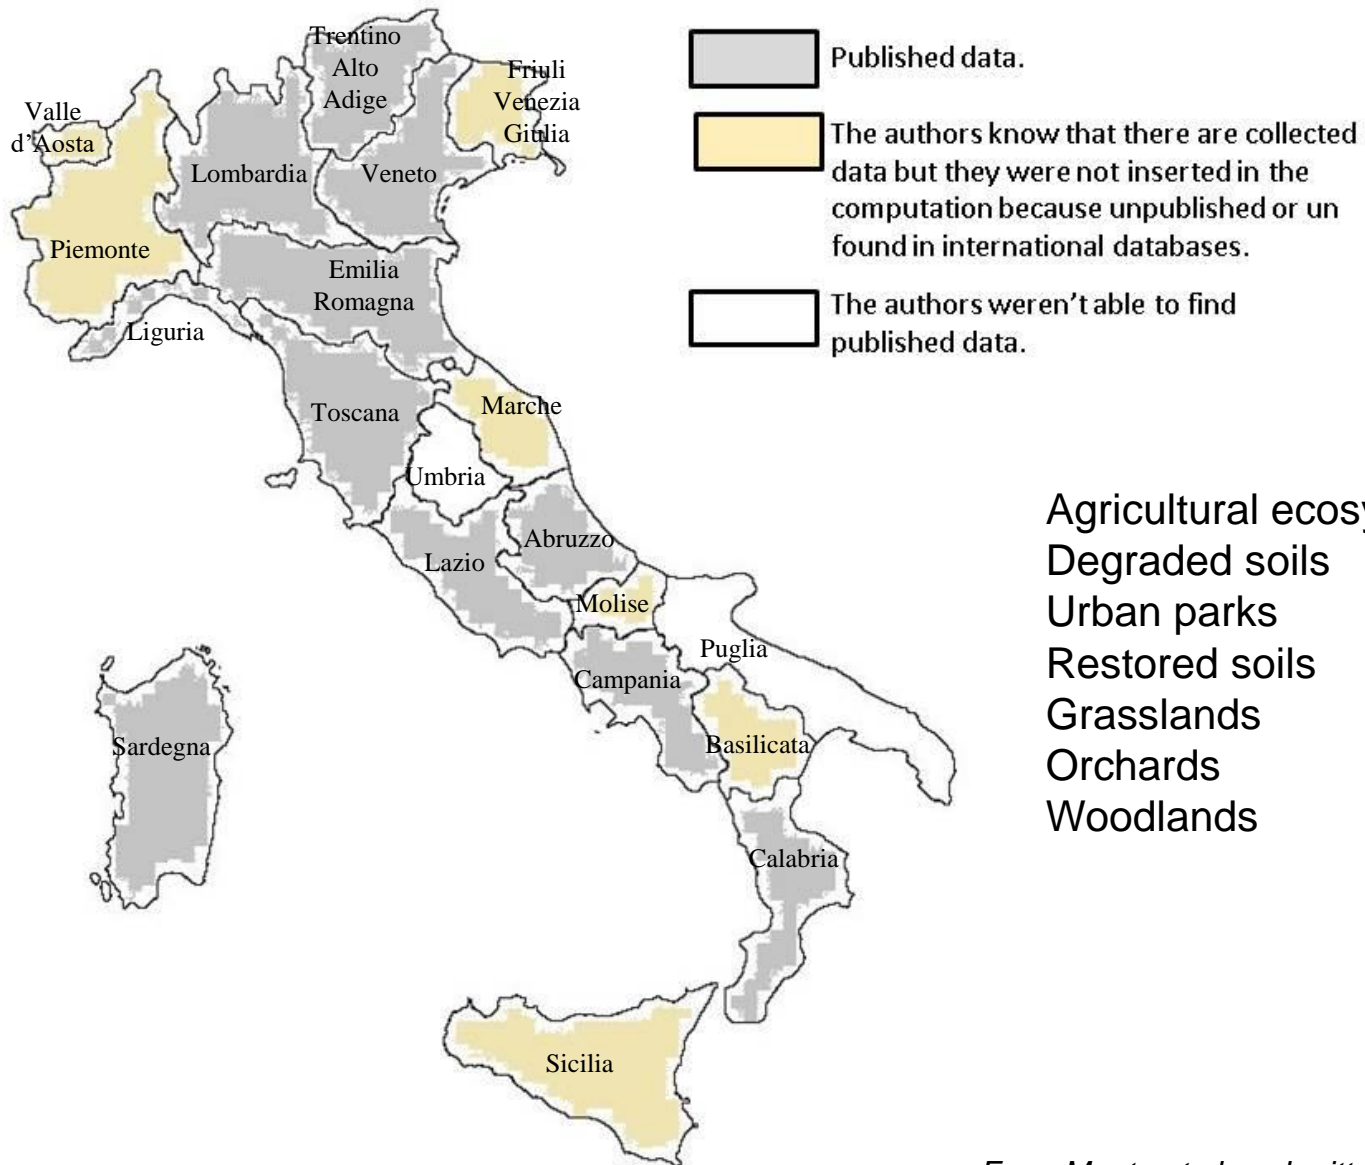 Trentino
Alto
Adige
Friuli
Venezia
Giulia
Valle
d'Aosta
Lombardia
Veneto
Piemonte
Emilia
Romagna
Liguria
Toscana
Marche
Umbria
Abruzzo
Lazio
Molise
Puglia
Campania
Basilicata
Sardegna
Calabria
Sicilia
Published data.
The authors know that there are collected
data but they were not inserted in the
computation because unpublished or un
found in international databases.
The authors weren't able to find
published data.
Agricultural
Degraded soils
Urban parks
Restored soils
Grasslands
Orchards
Woodlands